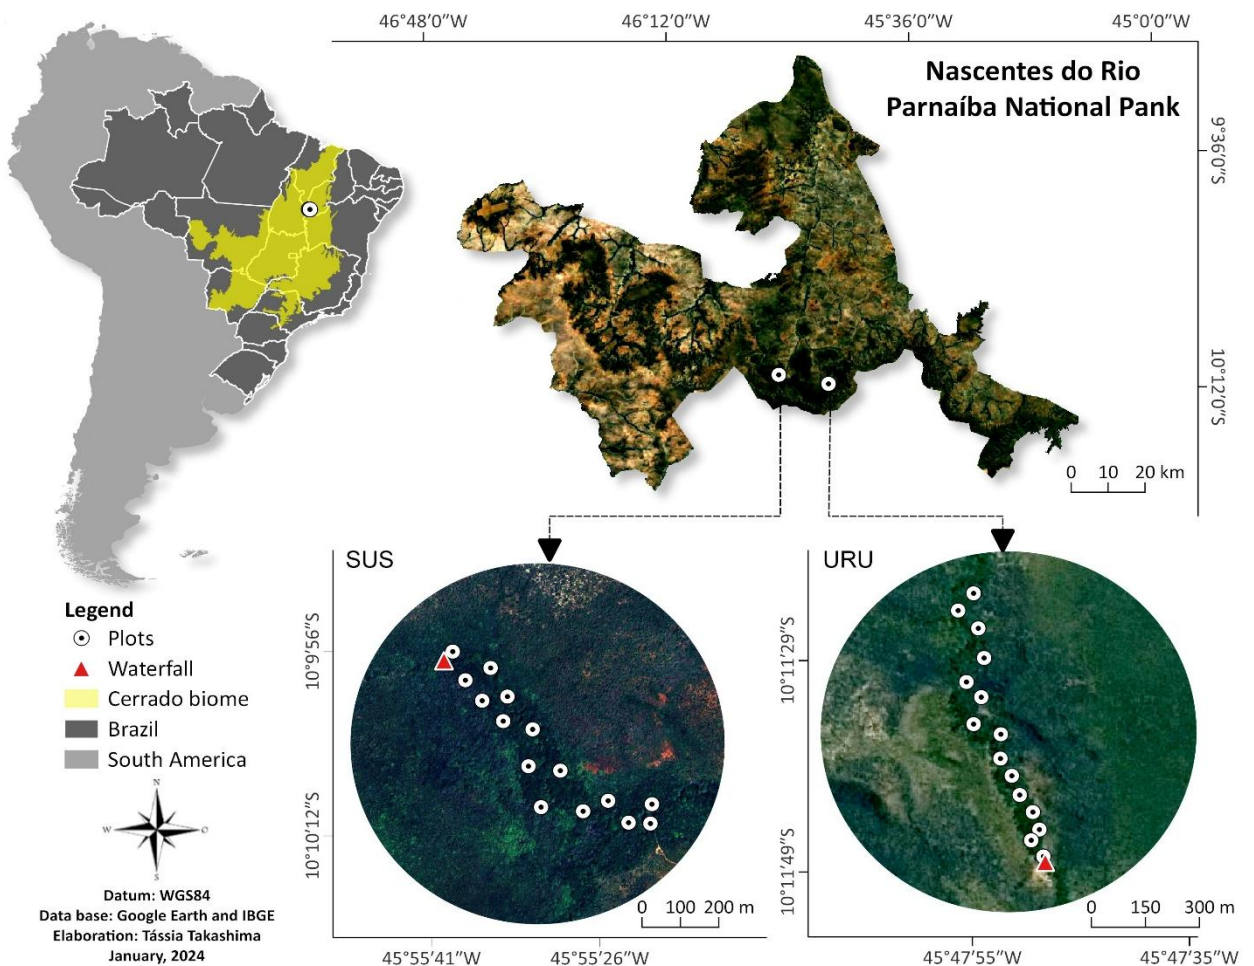 46°48′0″W
46°12′0″W
45°36′0″W
45°0′0″W
Nascentes do Rio
Parnaíba National Pank
9°36′0″S
10°12′0″S
0 10 20 km
SUS
URU
Legend
Plots
Waterfall
Cerrado biome
Brazil
South America
N
W
O
S
Datum: WGS84
Data base: Google Earth and IBGE
Elaboration: Tássia Takashima
January, 2024
10°9′56″S
10°10′12″S
0 100 200 m
45°55′41″W
45°55′26″W
10°11′29″S
10°11′49″S
0 150 300 m
45°47′55″W
45°47′35″W